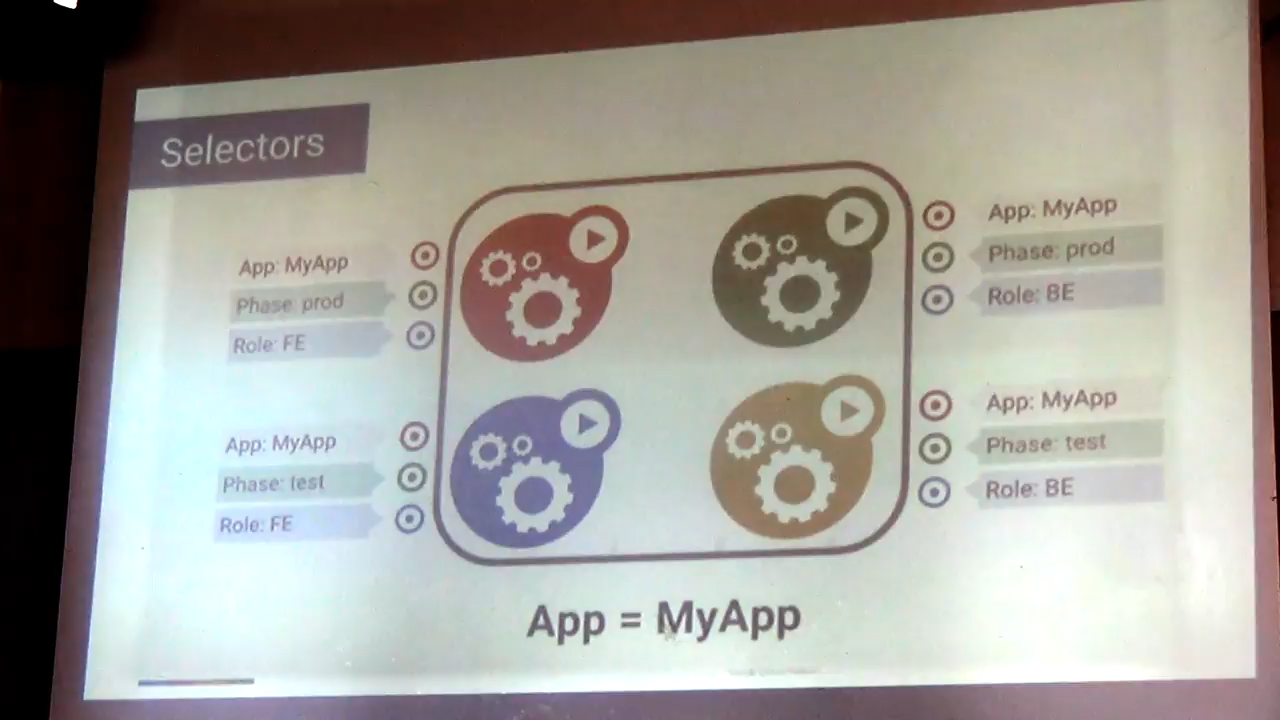 Selectors
App: MyApp
Phase: prod
Role: FE
App: MyApp
Phase: prod
Role: BE
App: MyApp
Phase: test
Role: FE
App: MyApp
Phase: test
Role: BE
App = MyApp